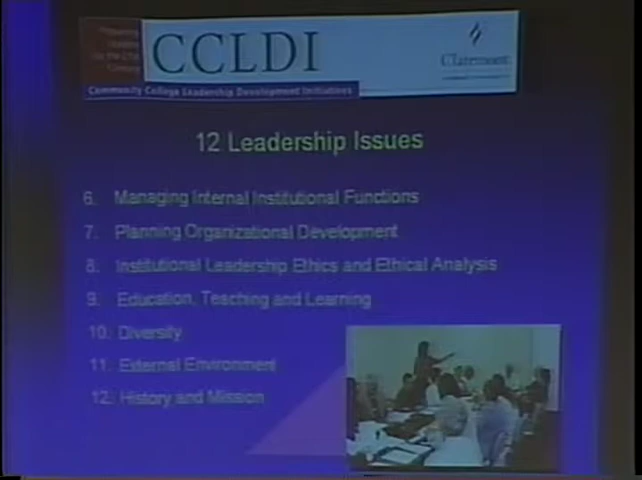 CCLDI
Claremont
Community College Leadership Development Initiatives
12 Leadership Issues
6. Managing Internal Institutional Functions
7. Planning Organizational Development
8. Institutional Leadership Ethics and Ethical Analysis
9. Education, Teaching and Learning
10. Diversity
11. External Environment
12. History and Mission